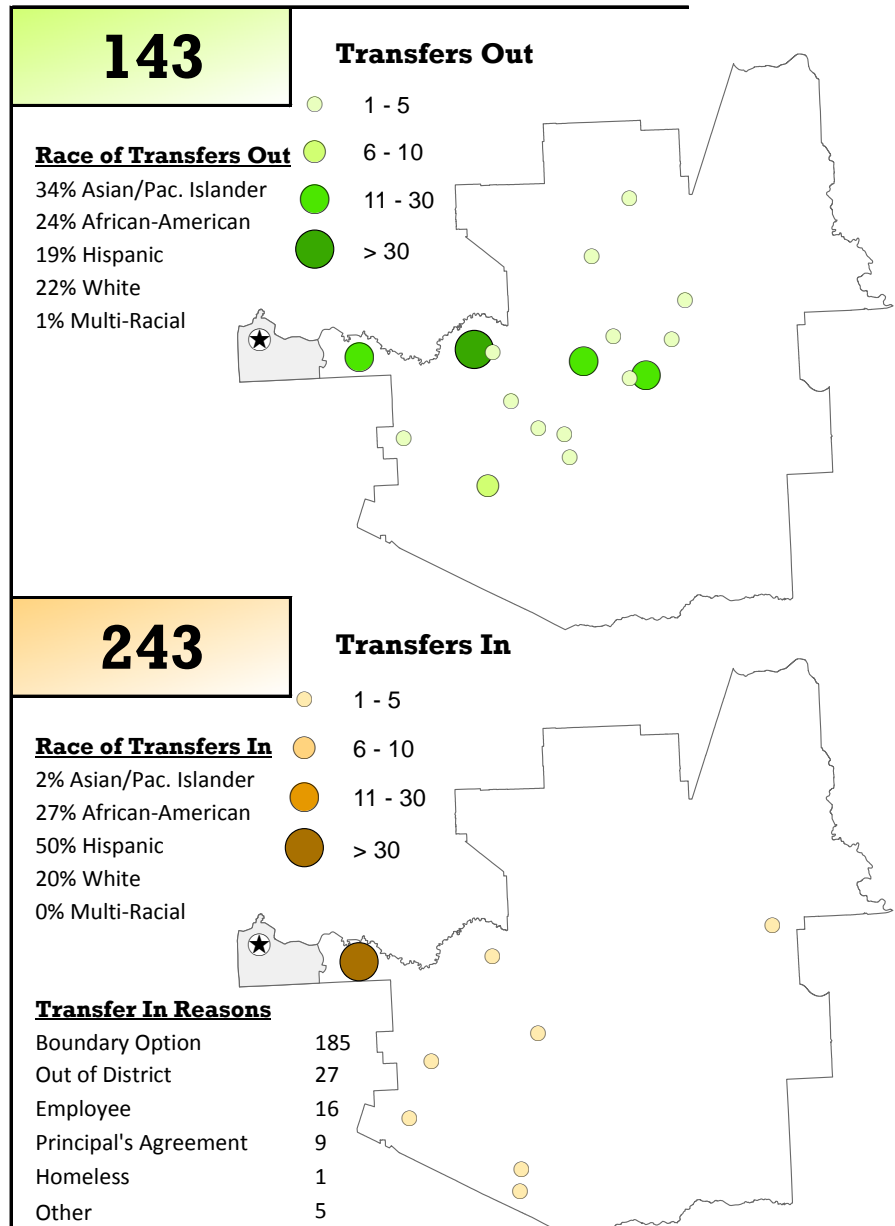 143
Transfers Out
1 - 5
6 - 10
11 - 30
> 30
Race of Transfers Out
34% Asian/Pac. Islander
24% African-American
19% Hispanic
22% White
1% Multi-Racial
243
Transfers In
1 - 5
6 - 10
11 - 30
> 30
Race of Transfers In
2% Asian/Pac. Islander
27% African-American
50% Hispanic
20% White
0% Multi-Racial
Transfer In Reasons
Boundary Option 185
Out of District 27
Employee 16
Principal's Agreement 9
Homeless 1
Other 5